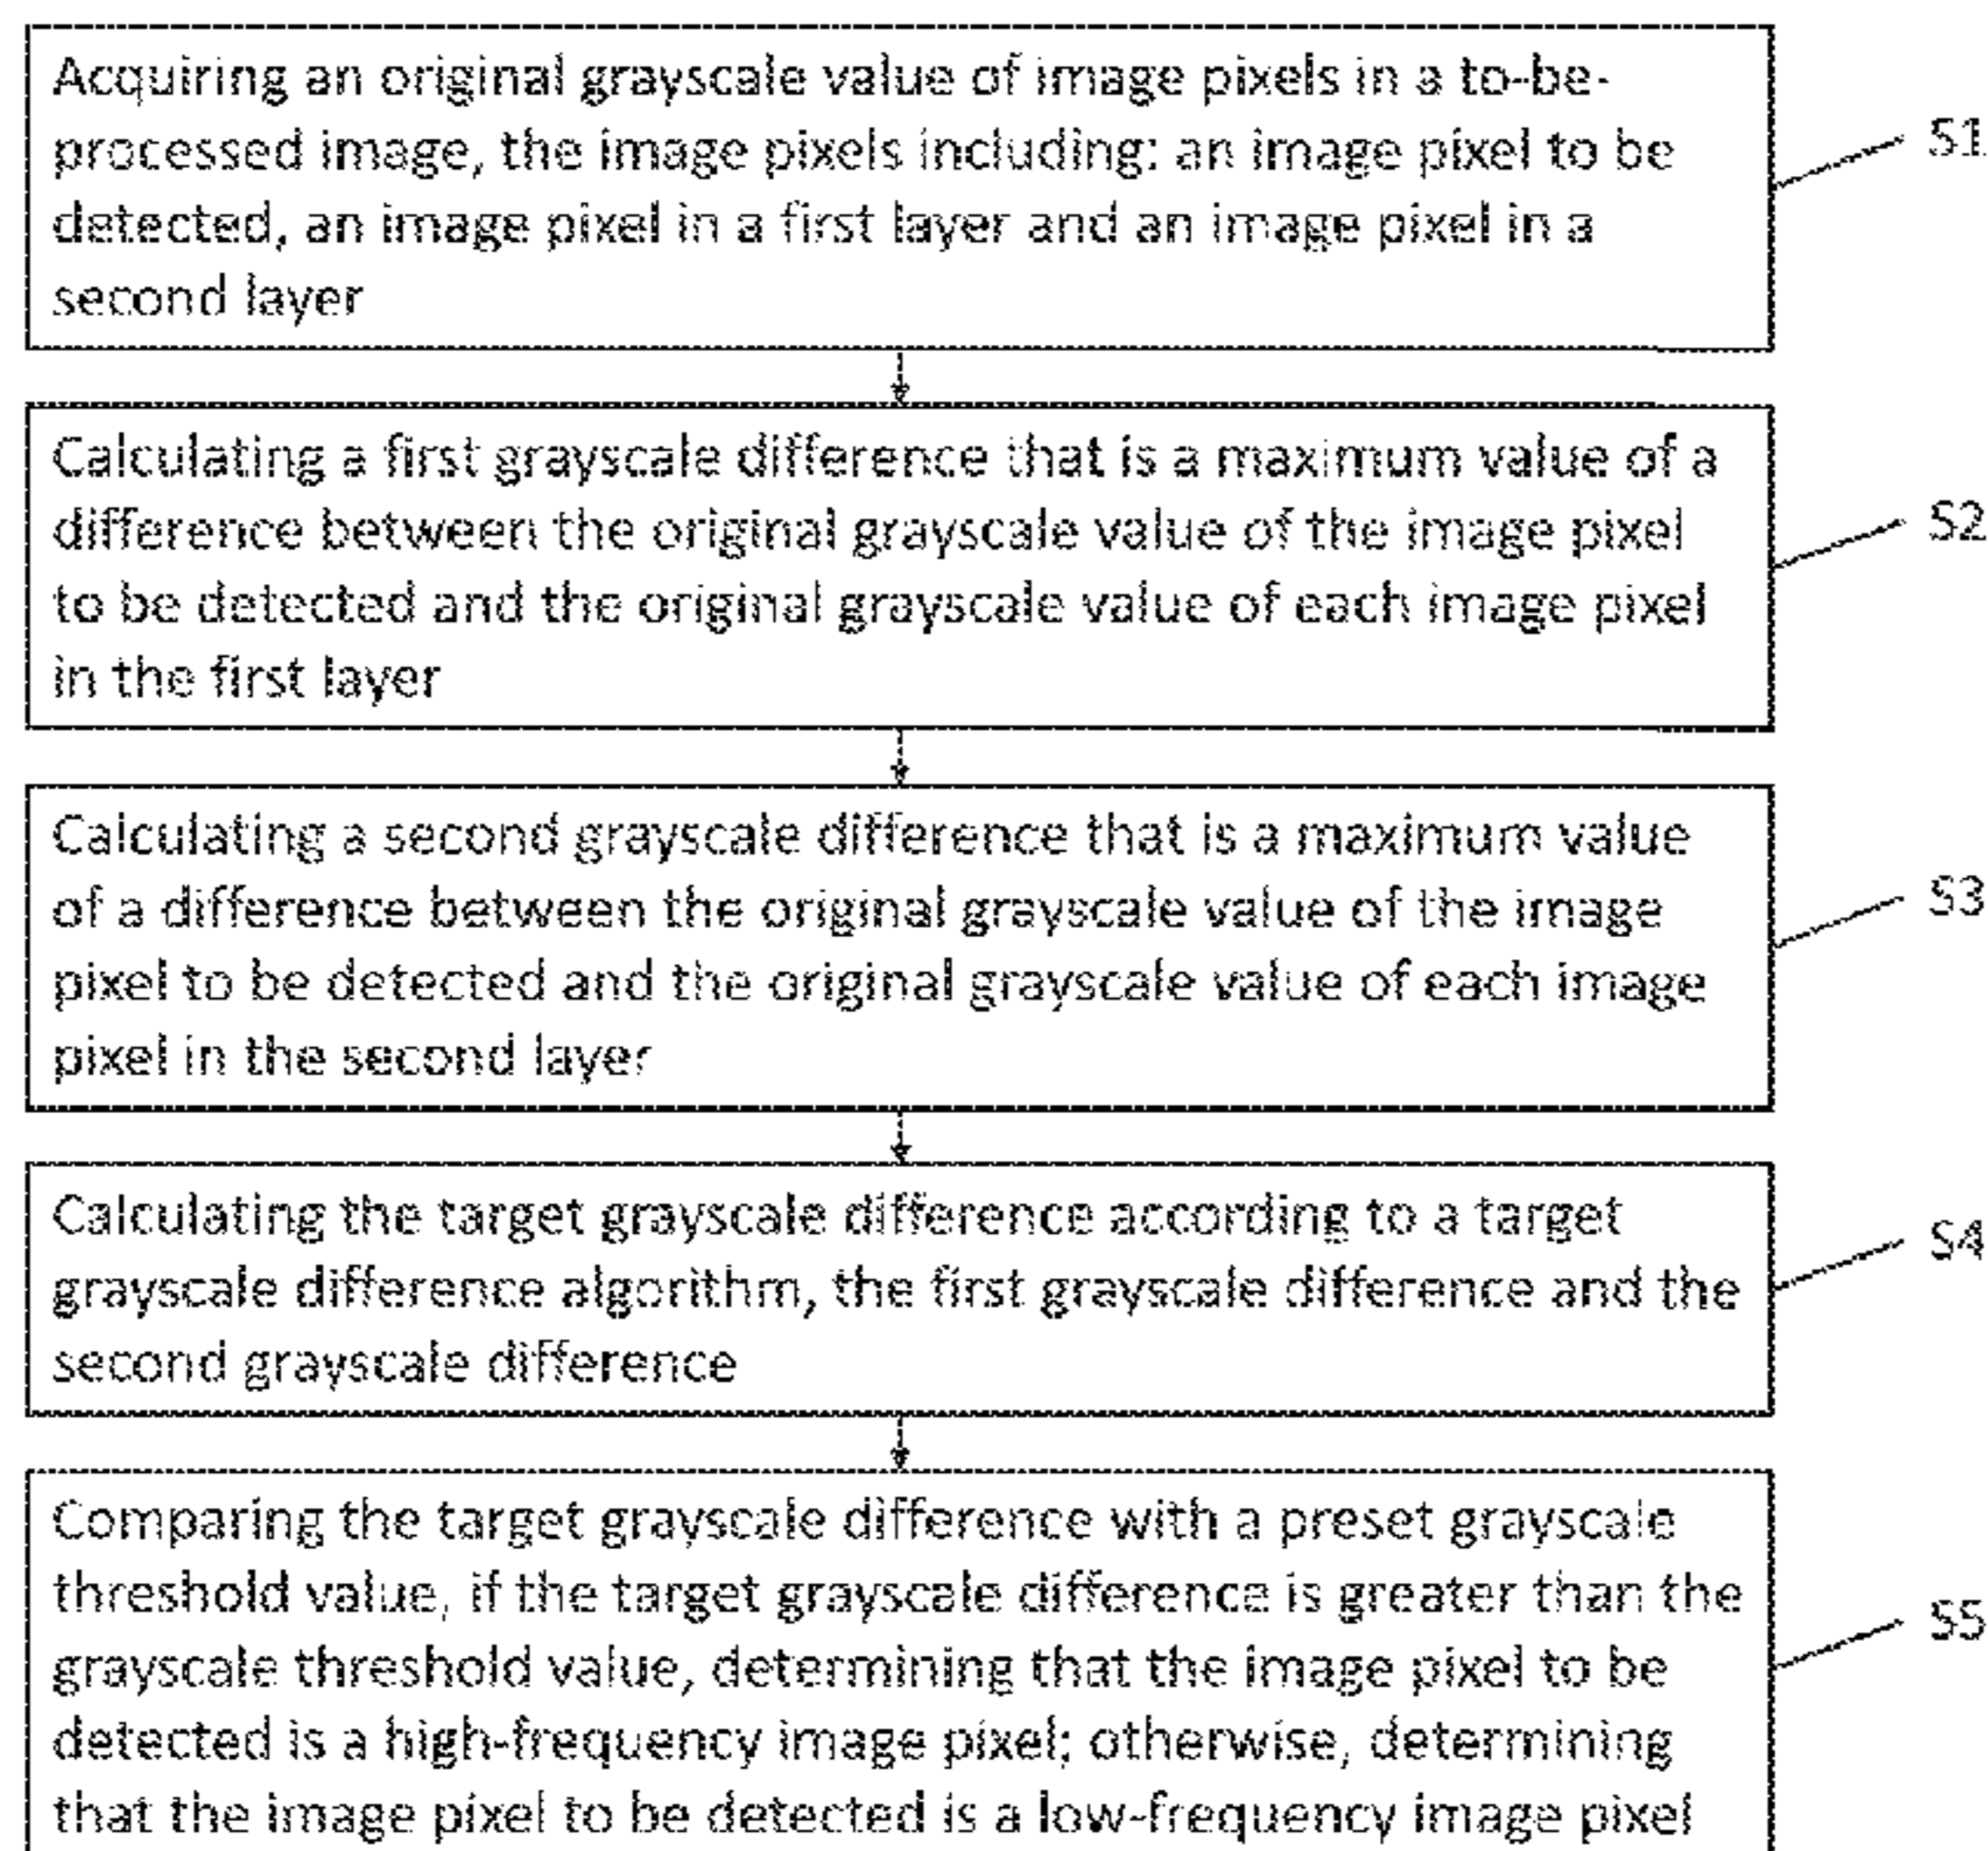 Acquiring an original grayscale value of image pixels in a to-be-
processed image, the image pixels including: an image pixel to be
detected, an image pixel in a first layer and an image pixel in a
second layer
S1
Calculating a first grayscale difference that is a maximum value of a
difference between the original grayscale value of the image pixel
to be detected and the original grayscale value of each image pixel
in the first layer
S2
Calculating a second grayscale difference that is a maximum value
of a difference between the original grayscale value of the image
pixel to be detected and the original grayscale value of each image
pixel in the second layer
S3
Calculating the target grayscale difference according to a target
grayscale difference algorithm, the first grayscale difference and the
second grayscale difference
S4
Comparing the target grayscale difference with a preset grayscale
threshold value, if the target grayscale difference is greater than the
grayscale threshold value, determining that the image pixel to be
detected is a high-frequency image pixel; otherwise, determining
that the image pixel to be detected is a low-frequency image pixel
S5